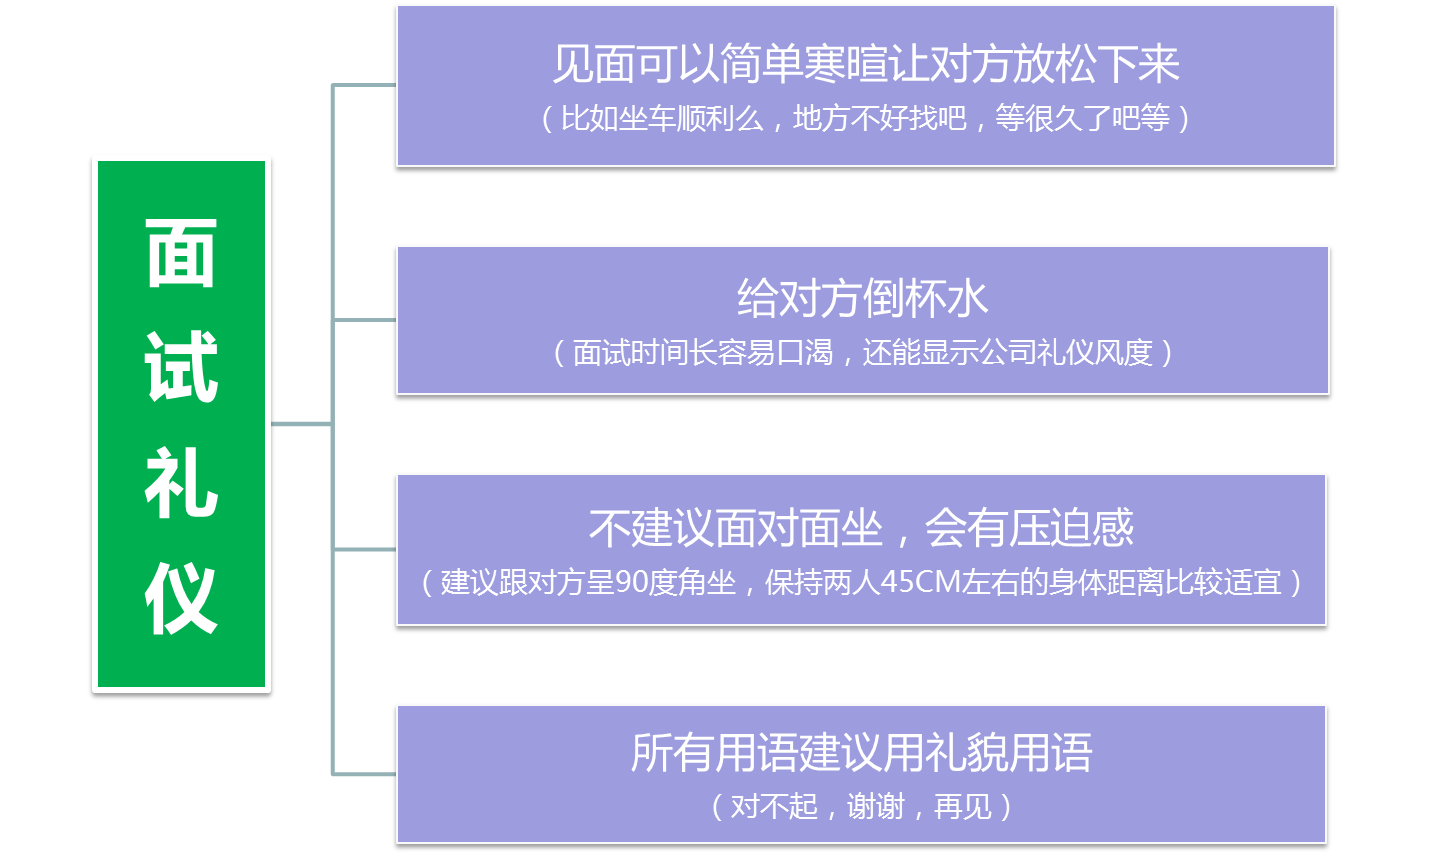 面试礼仪
见面可以简单寒暄让对方放松下来
（比如坐车顺利么，地方不好找吧，等很久了吧等）
给对方倒杯水
（面试时间长容易口渴，还能显示公司礼仪风度）
不建议面对面坐，会有压迫感
（建议跟对方呈90度角坐，保持两人45CM左右的身体距离比较适宜）
所有用语建议用礼貌用语
（对不起，谢谢，再见）